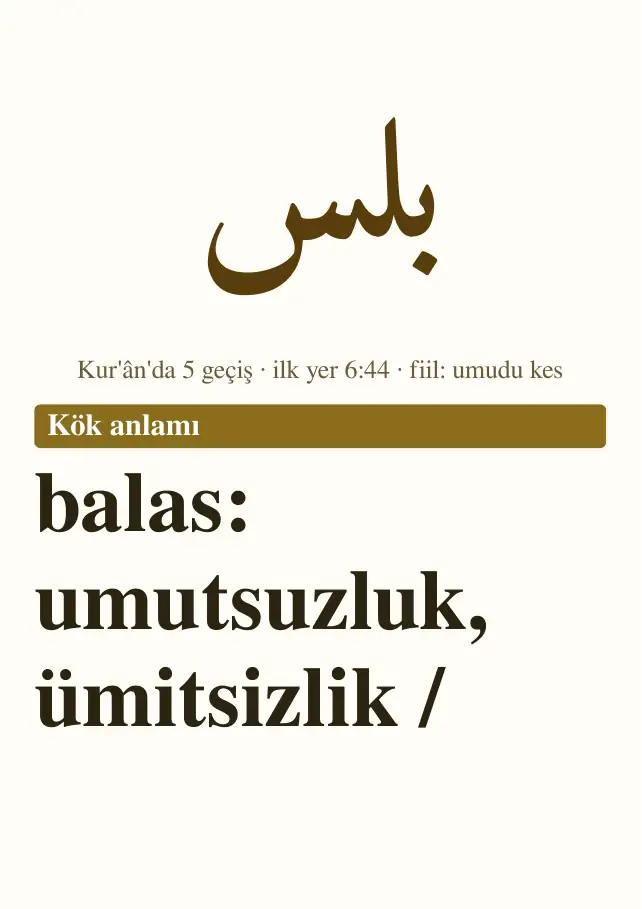 بلس
Kur'ân'da 5 geçiş · ilk yer 6:44 · fiil: umudu kes
Kök anlamı
balas:
umutsuzluk,
ümitsizlik /